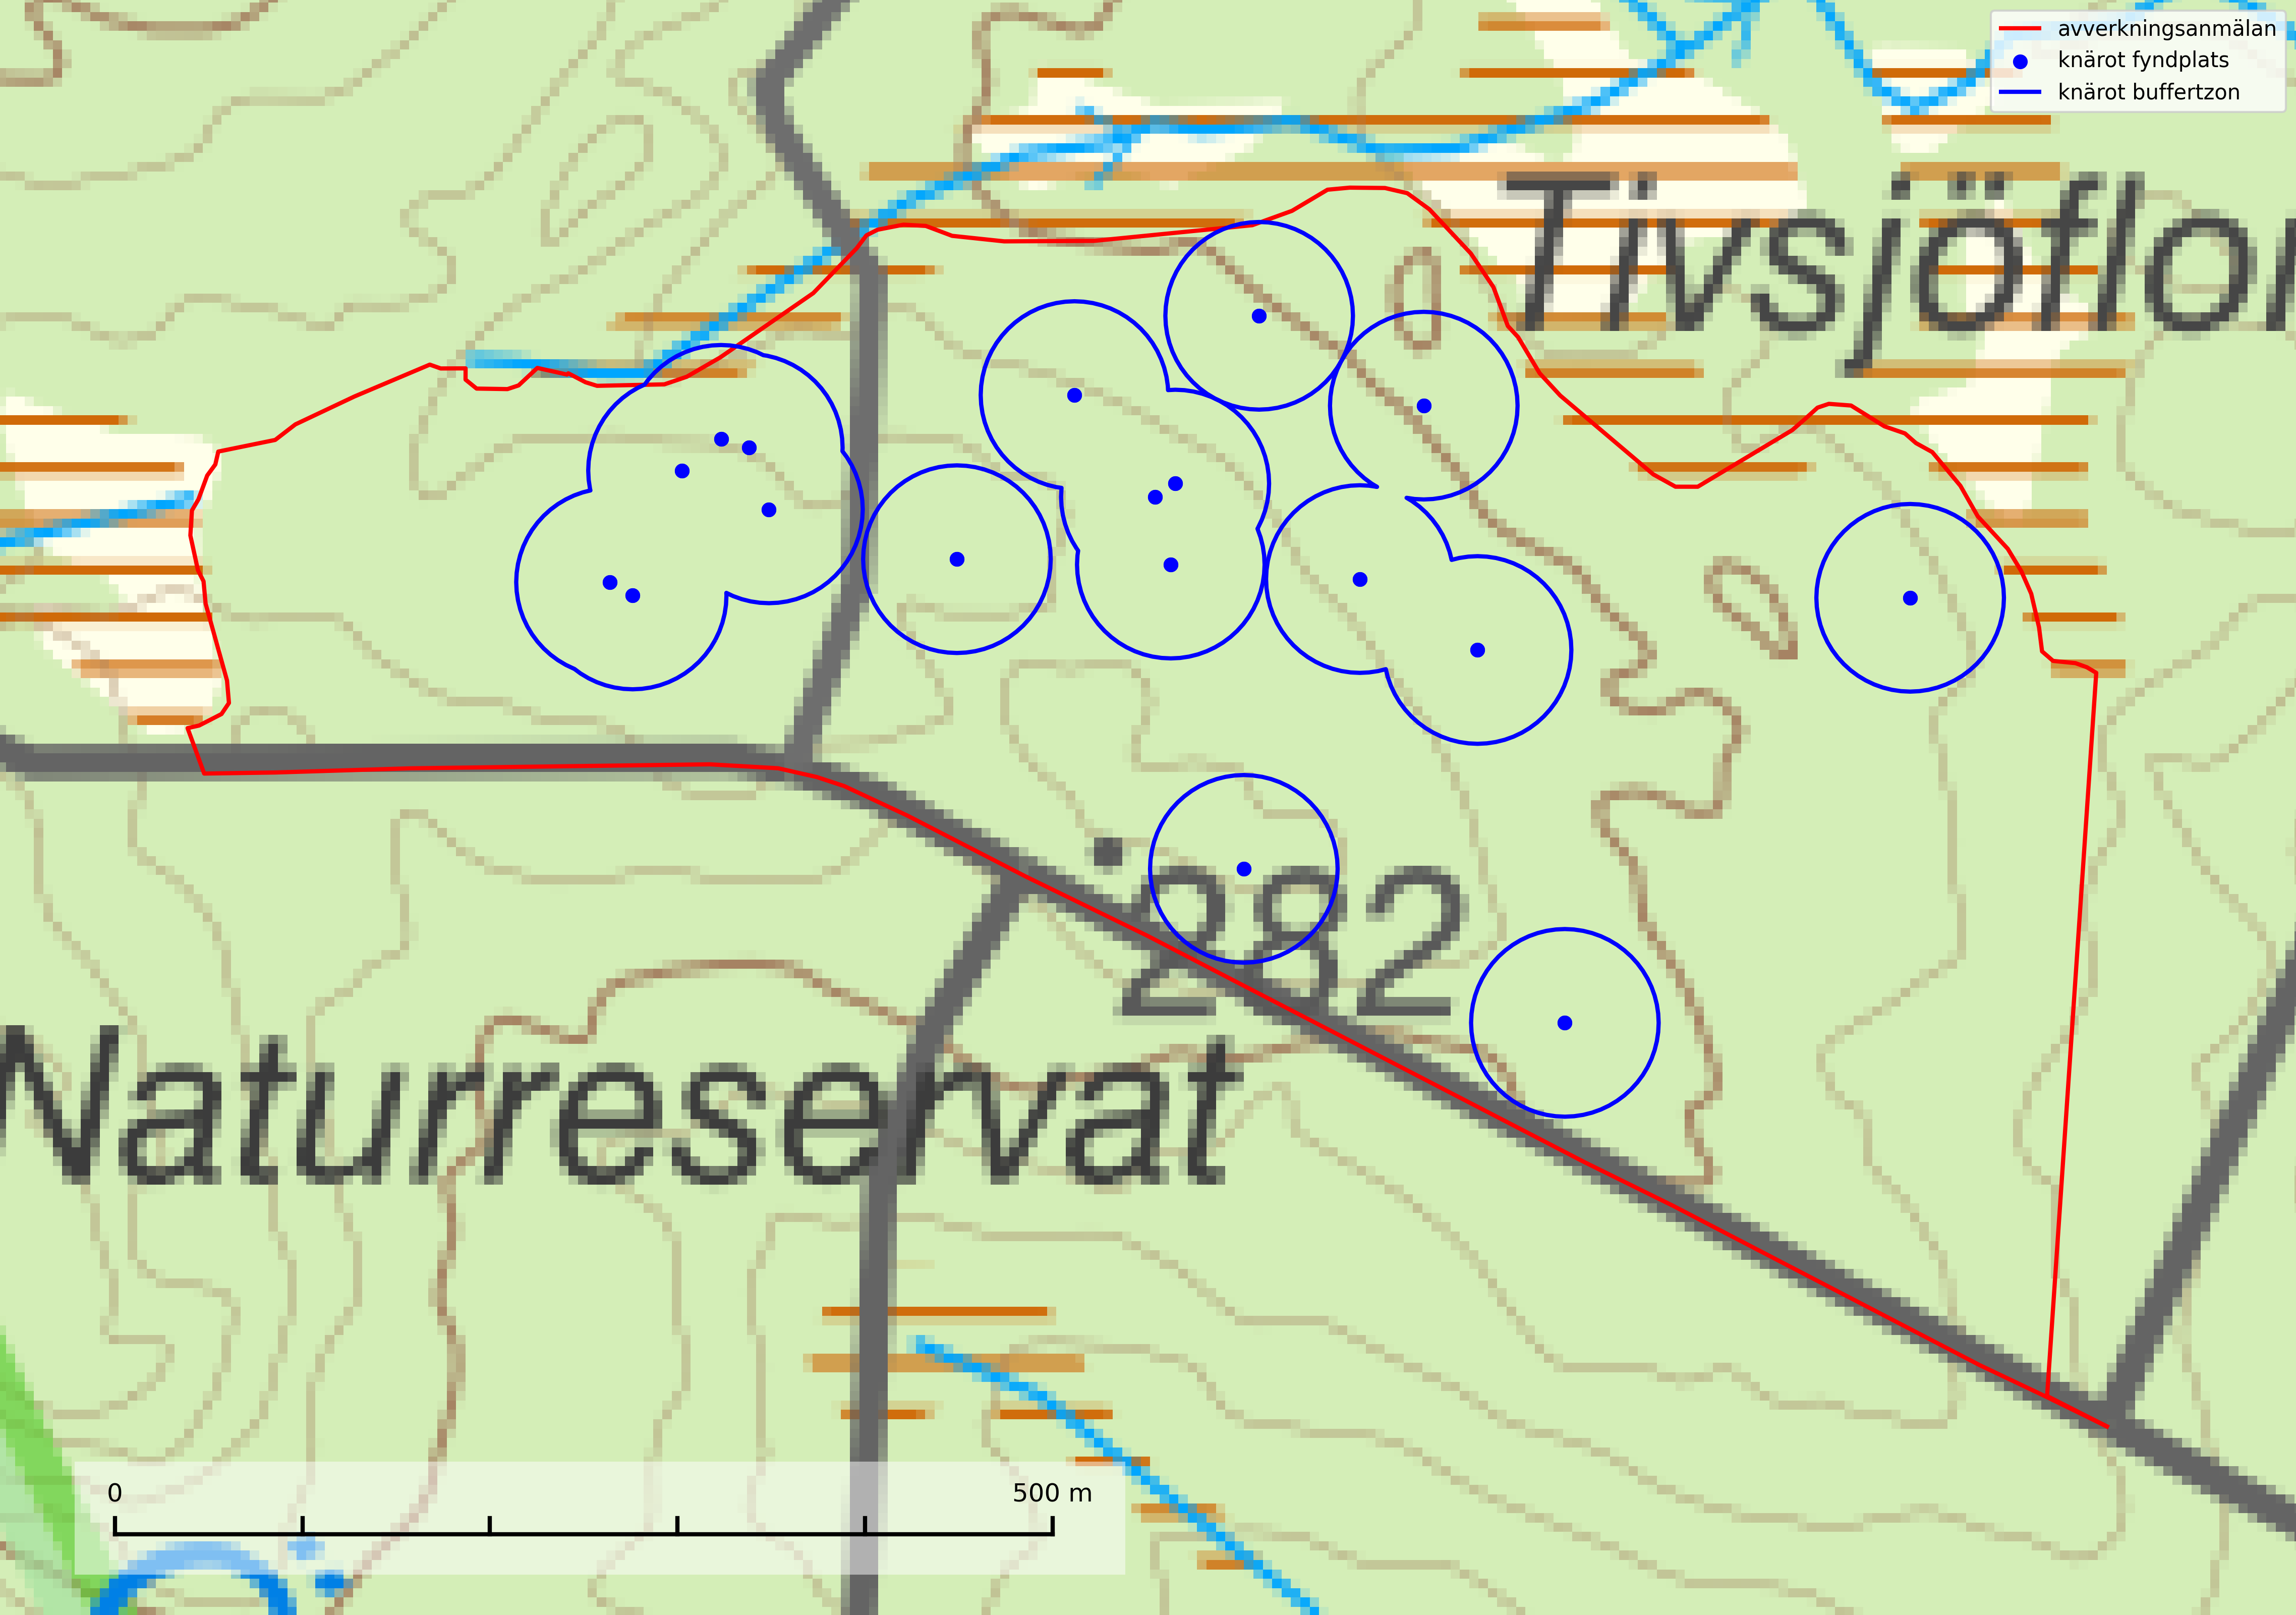 avverkningsanmälan
knärot fyndplats
knärot buffertzon
282
Naturreservat
0 500 m